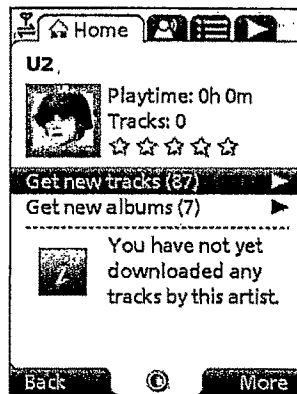 Home
U2
Playtime: 0h 0m
Tracks: 0
Get new tracks (87)
Get new albums (7)
You have not yet
downloaded any
tracks by this artist.
Back More